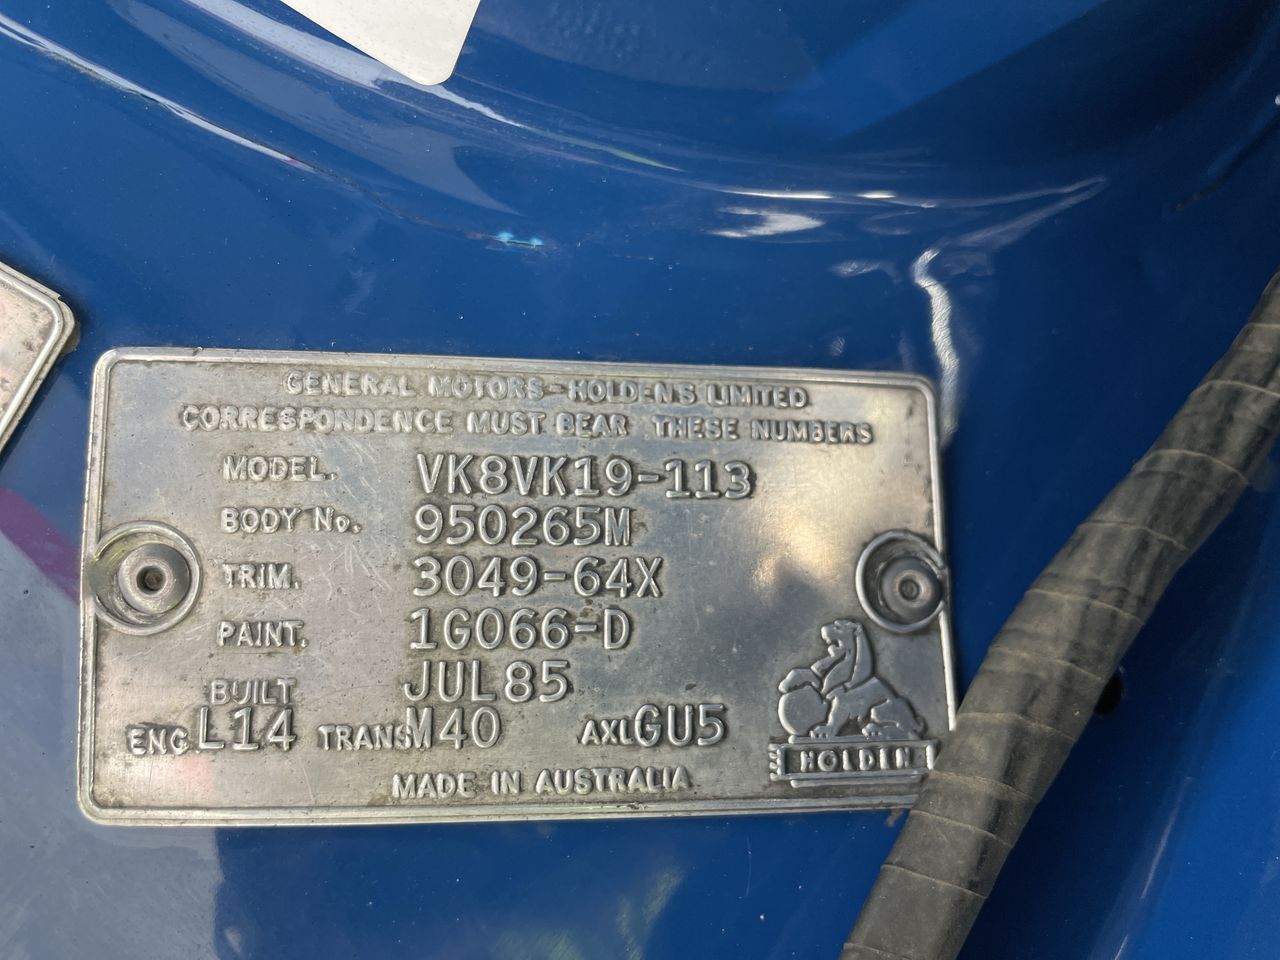 GENERAL MOTORS-HOLDEN'S LIMITED
CORRESPONDENCE MUST BEAR THESE NUMBERS
MODEL. VK8VK19-113
BODY No. 950265M
TRIM. 3049-64X
PAINT. 1G066-D
BUILT JUL85
ENG L14 TRANS M40 AXL GU5
HOLDEN
MADE IN AUSTRALIA